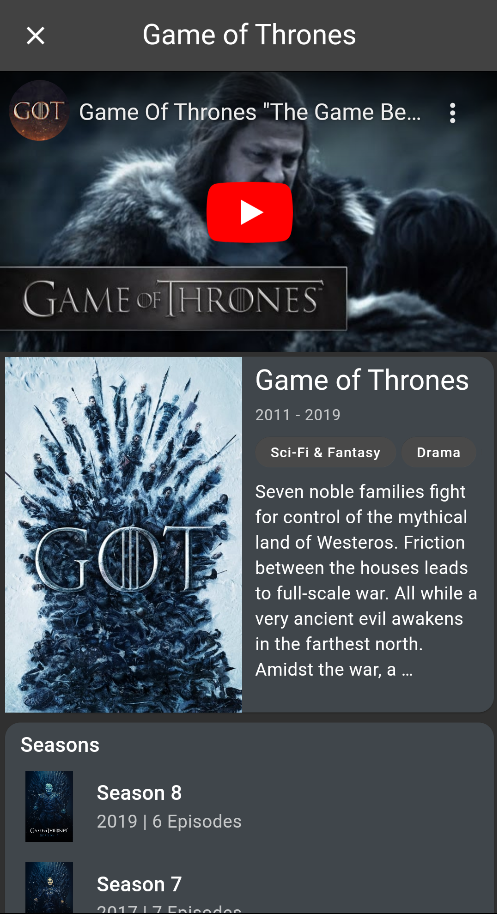 Game of Thrones
GOT
Game Of Thrones "The Game Be...
GAME OF THRONES
Game of Thrones
2011 - 2019
Sci-Fi & Fantasy
Drama
Seven noble families fight
for control of the mythical
land of Westeros. Friction
between the houses leads
to full-scale war. All while a
very ancient evil awakens
in the farthest north.
Amidst the war, a ...
GOT
Seasons
Season 8
2019 | 6 Episodes
GAME OF THRONES
Season 7
2017 | 7 Episodes